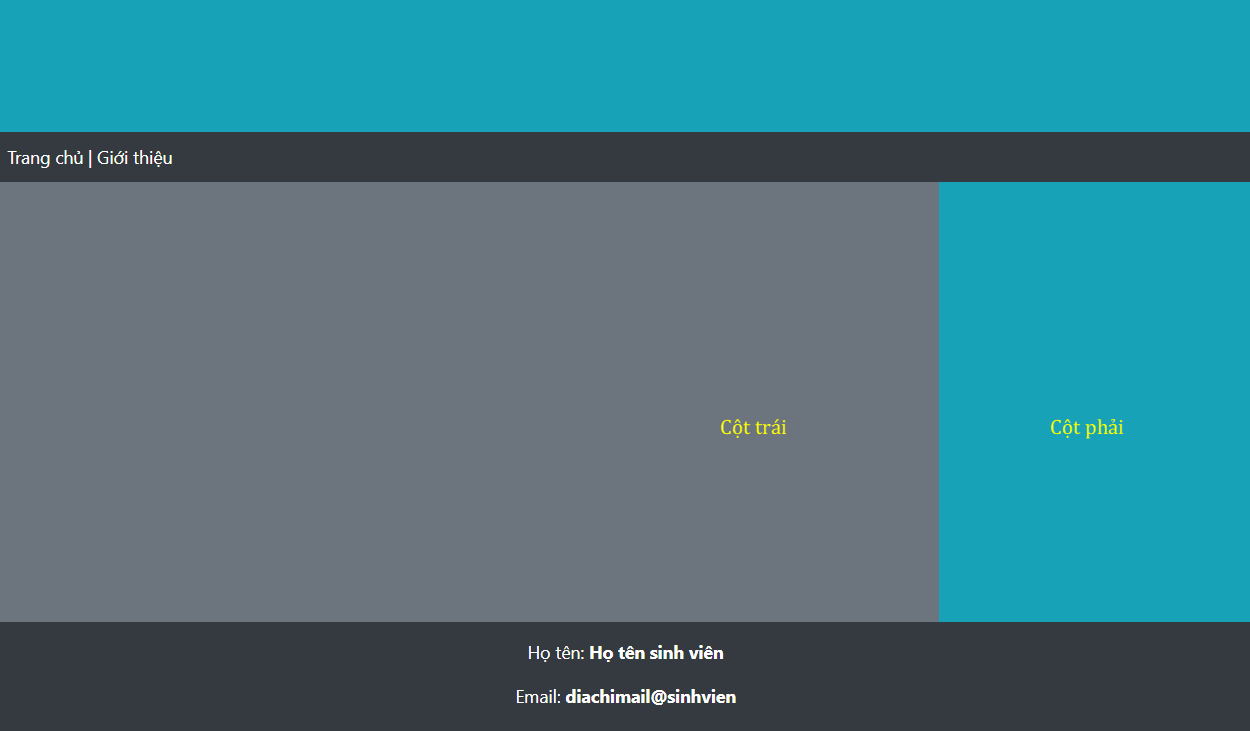 Trang chủ | Giới thiệu
Cột trái
Cột phải
Họ tên: Họ tên sinh viên
Email: diachimail@sinhvien